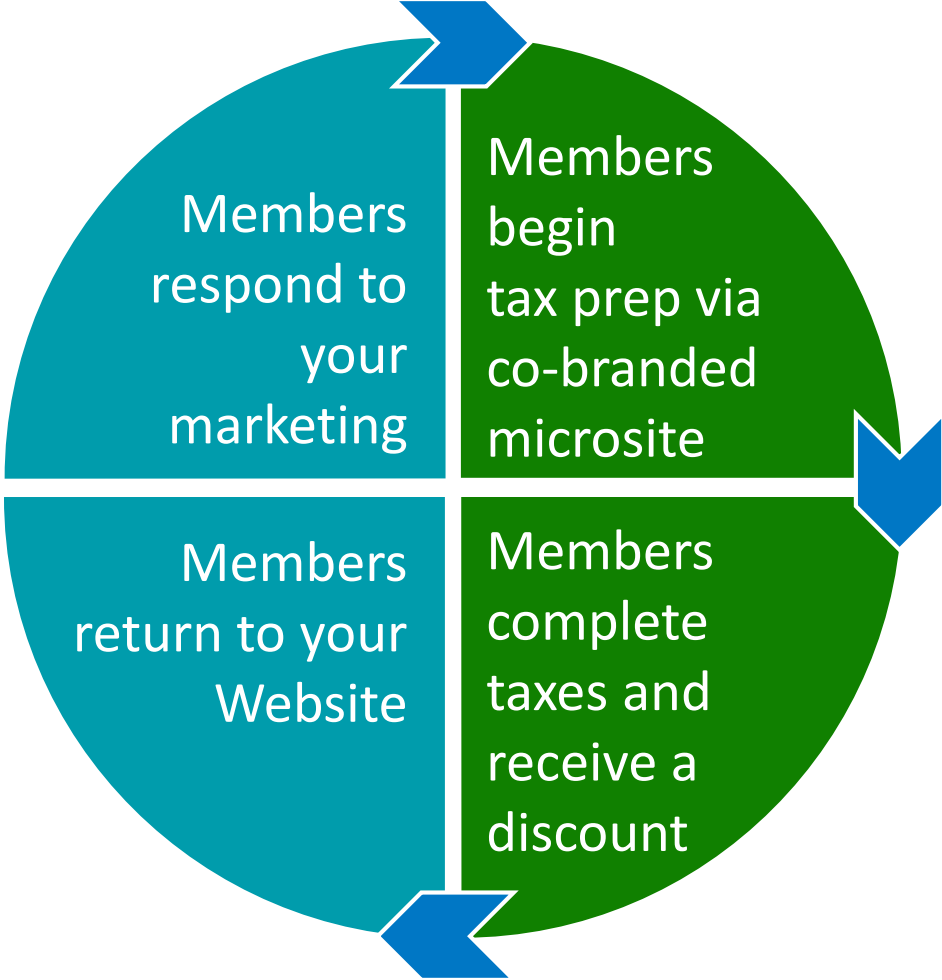 Members
respond to
your
marketing
Members
begin
tax prep via
co-branded
microsite
Members
complete
taxes and
receive a
discount
Members
return to your
Website